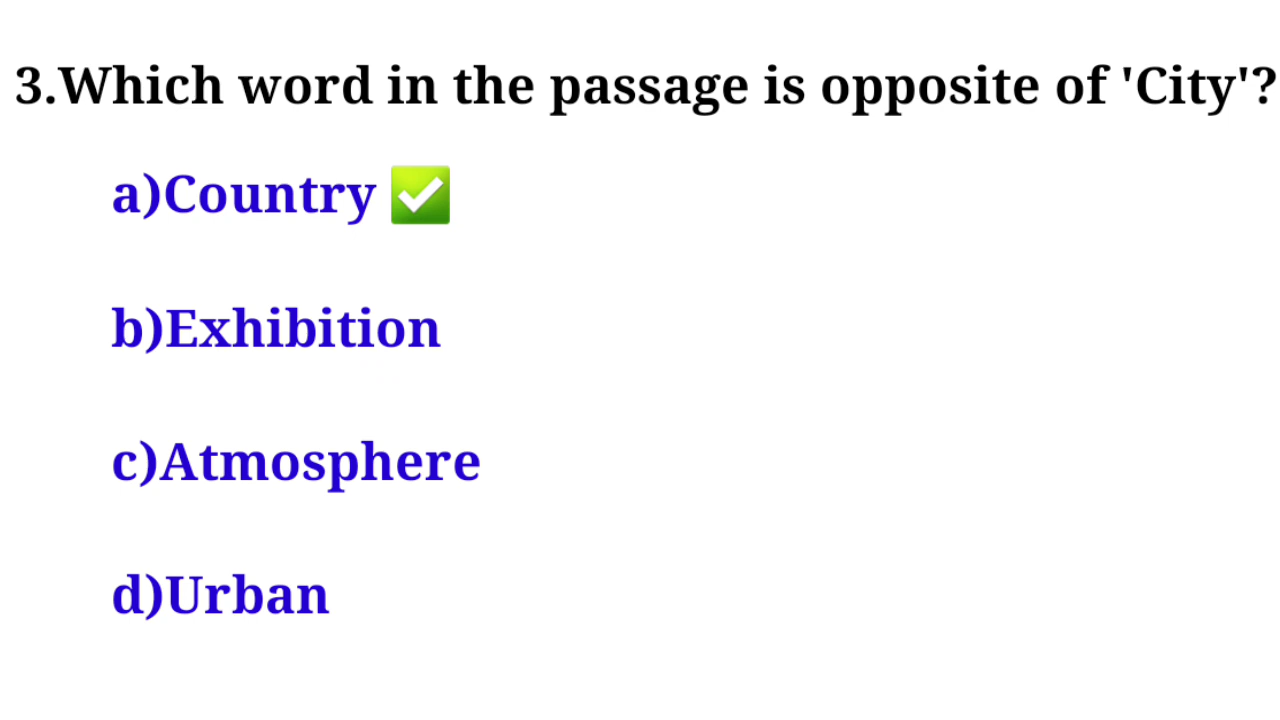 3.Which word in the passage is opposite of 'City'?
a)Country ✅
b)Exhibition
c)Atmosphere
d)Urban